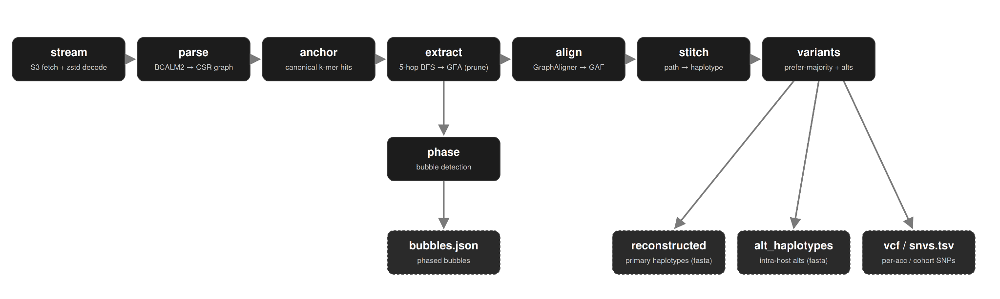 stream
S3 fetch + zstd decode
parse
BCALM2 → CSR graph
anchor
canonical k-mer hits
extract
5-hop BFS → GFA (prune)
align
GraphAligner → GAF
stitch
path → haplotype
variants
prefer-majority + alts
phase
bubble detection
bubbles.json
phased bubbles
reconstructed
primary haplotypes (fasta)
alt_haplotypes
intra-host alts (fasta)
vcf / snvs.tsv
per-acc / cohort SNPs